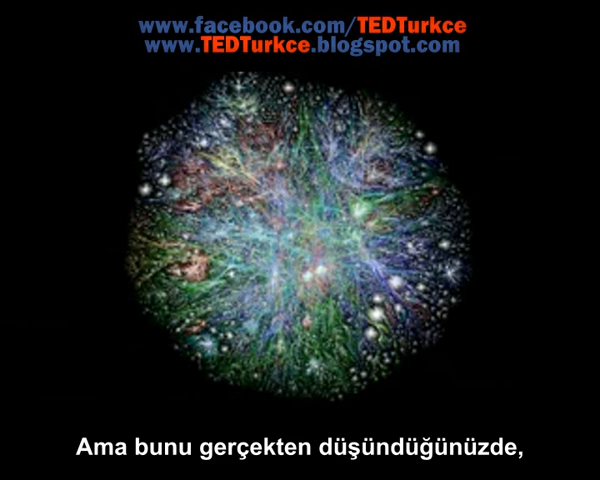 www.facebook.com/TEDTurkce
www.TEDTurkce.blogspot.com
Ama bunu gerçekten düşündüğünüzde,